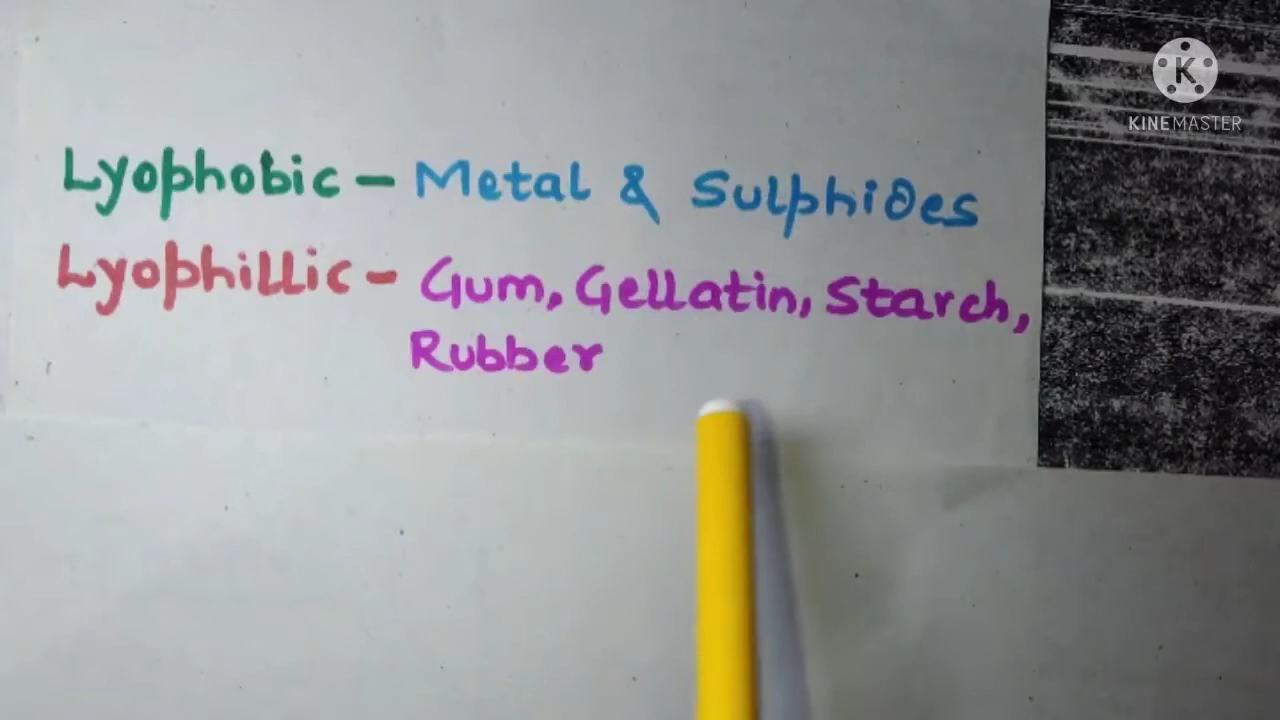 Lyophobic - Metal & Sulphides
Lyophillic - Gum, Gellatin, Starch,
Rubber
K
KINEMASTER